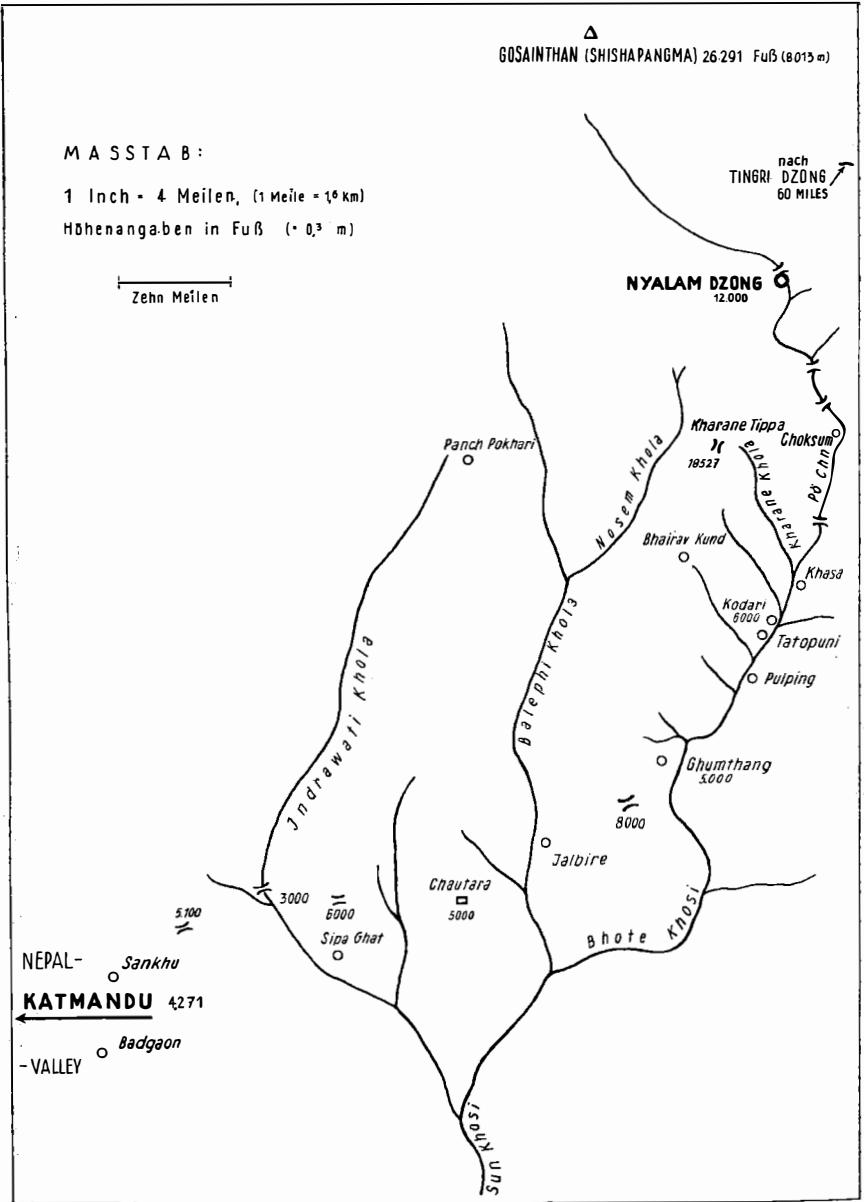 GOSAINTHAN (SHISHAPANGMA) 26.291 Fuß (8.013 m)
MASSTAB:
1 Inch = 4 Meilen, (1 Meile = 1,6 Km)
Höhenangaben in Fuß (= 0,3 m)
Zehn Meilen
nach
TINGRI DZONG
60 MILES
NYALAM DZONG
12.000
Panch Pokhari
Nosem Khola
Kharane Tippa
18527
Kharane Khola
Choksum
Pö Chn
Bhairav Kund
Khasa
Kodari
6000
Tatopuni
Pulping
Jndrawati Khola
Balephi Khola
Ghumthang
5.000
8000
Jalbire
Chautara
5000
3000
6000
Sipa Ghat
5.100
Bhote Khosi
NEPAL-
Sankhu
KATMANDU 4.271
Badgaon
-VALLEY
Sun Khosi